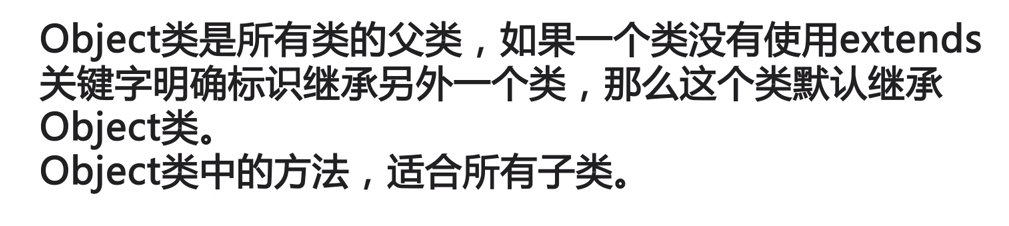 Object类是所有类的父类，如果一个类没有使用extends
关键字明确标识继承另外一个类，那么这个类默认继承
Object类。
Object类中的方法，适合所有子类。